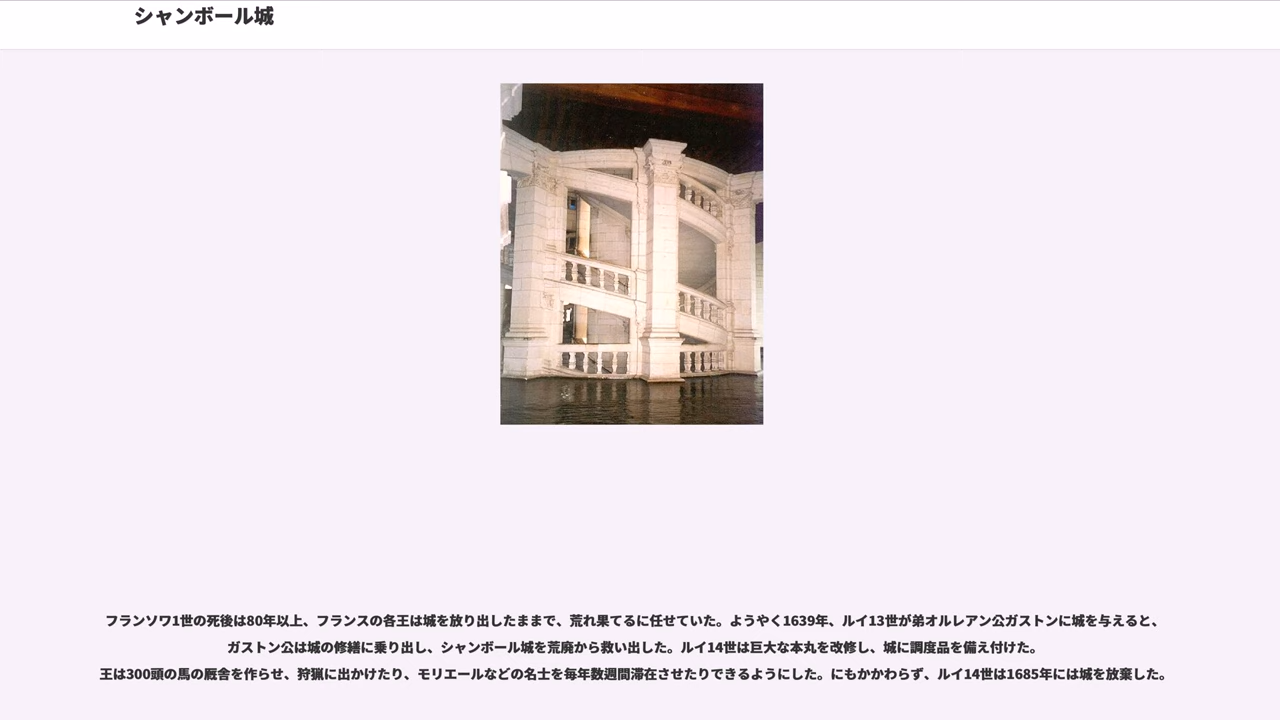 シャンボール城
フランソワ1世の死後は80年以上、フランスの各王は城を放り出したままで、荒れ果てるに任せていた。ようやく1639年、ルイ13世が弟オルレアン公ガストンに城を与えると、
ガストン公は城の修繕に乗り出し、シャンボール城を荒廃から救い出した。ルイ14世は巨大な本丸を改修し、城に調度品を備え付けた。
王は300頭の馬の厩舎を作らせ、狩猟に出かけたり、モリエールなどの名士を毎年数週間滞在させたりできるようにした。にもかかわらず、ルイ14世は1685年には城を放棄した。